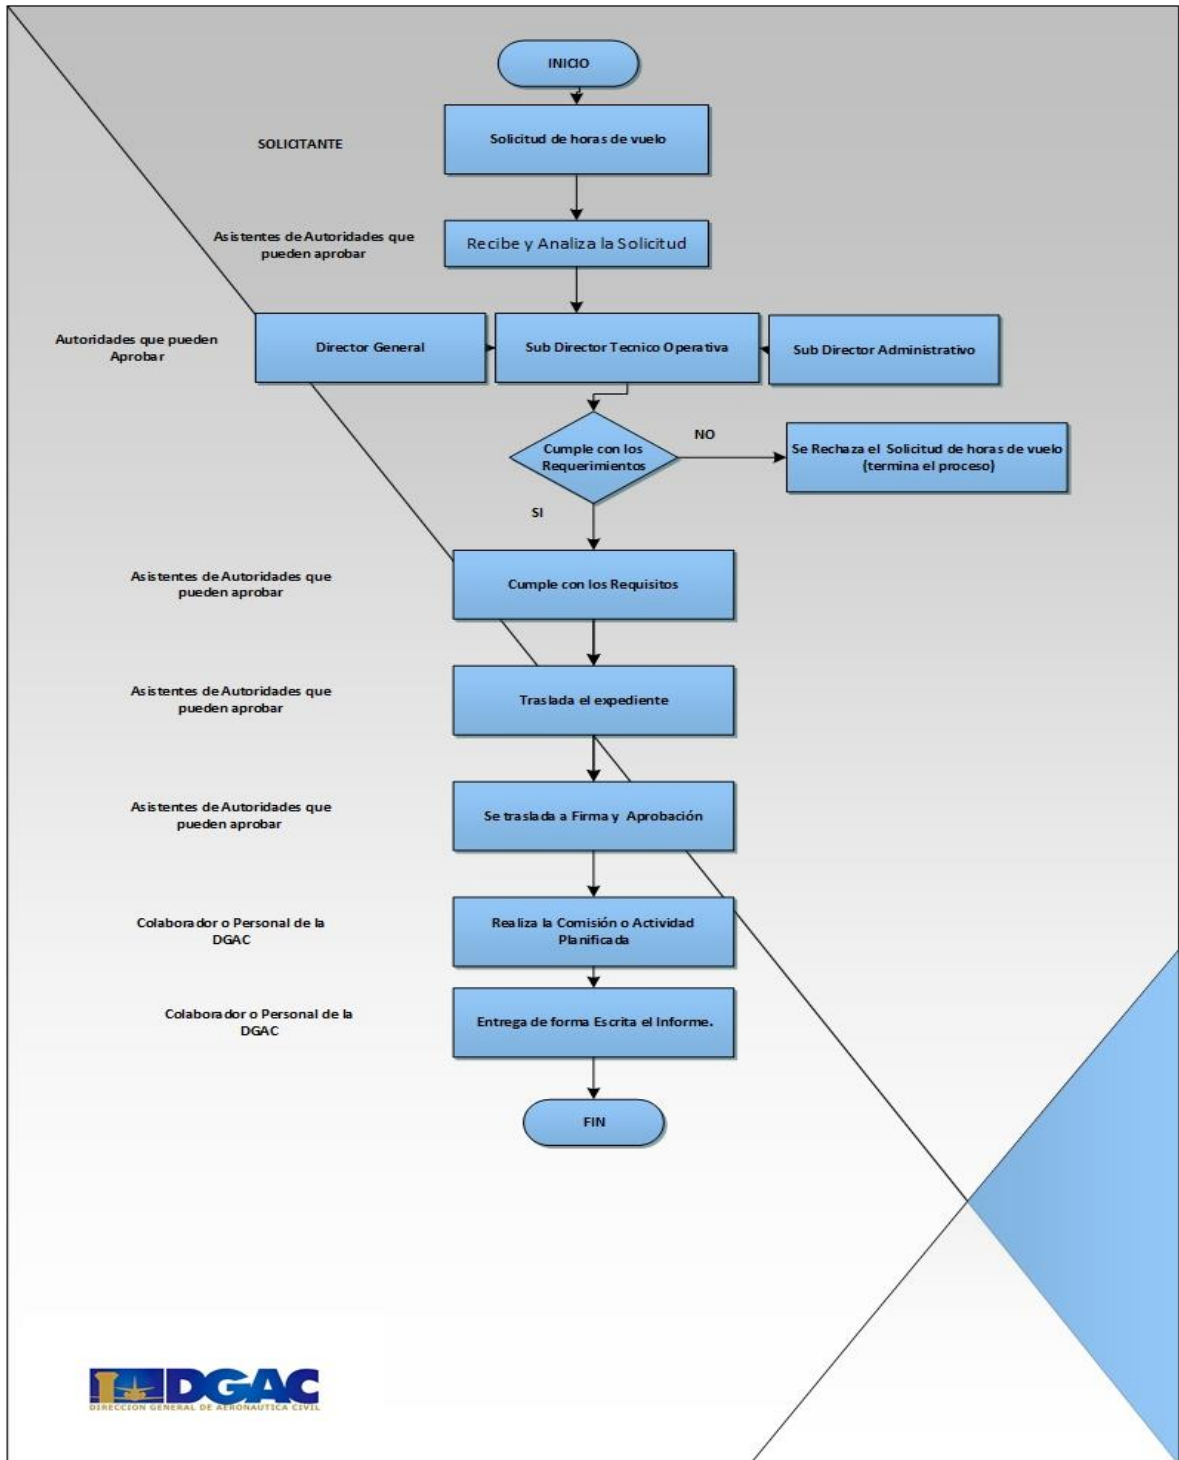 INICIO
SOLICITANTE
Solicitud de horas de vuelo
Asistentes de Autoridades que
pueden aprobar
Recibe y Analiza la Solicitud
Autoridades que pueden
Aprobar
Director General
Sub Director Tecnico Operativa
Sub Director Administrativo
Cumple con los
Requerimientos
NO
Se Rechaza el Solicitud de horas de vuelo
(termina el proceso)
SI
Asistentes de Autoridades que
pueden aprobar
Cumple con los Requisitos
Asistentes de Autoridades que
pueden aprobar
Traslada el expediente
Asistentes de Autoridades que
pueden aprobar
Se traslada a Firma y Aprobación
Colaborador o Personal de la
DGAC
Realiza la Comisión o Actividad
Planificada
Colaborador o Personal de la
DGAC
Entrega de forma Escrita el Informe.
FIN
DGAC
DIRECCION GENERAL DE AERONAUTICA CIVIL